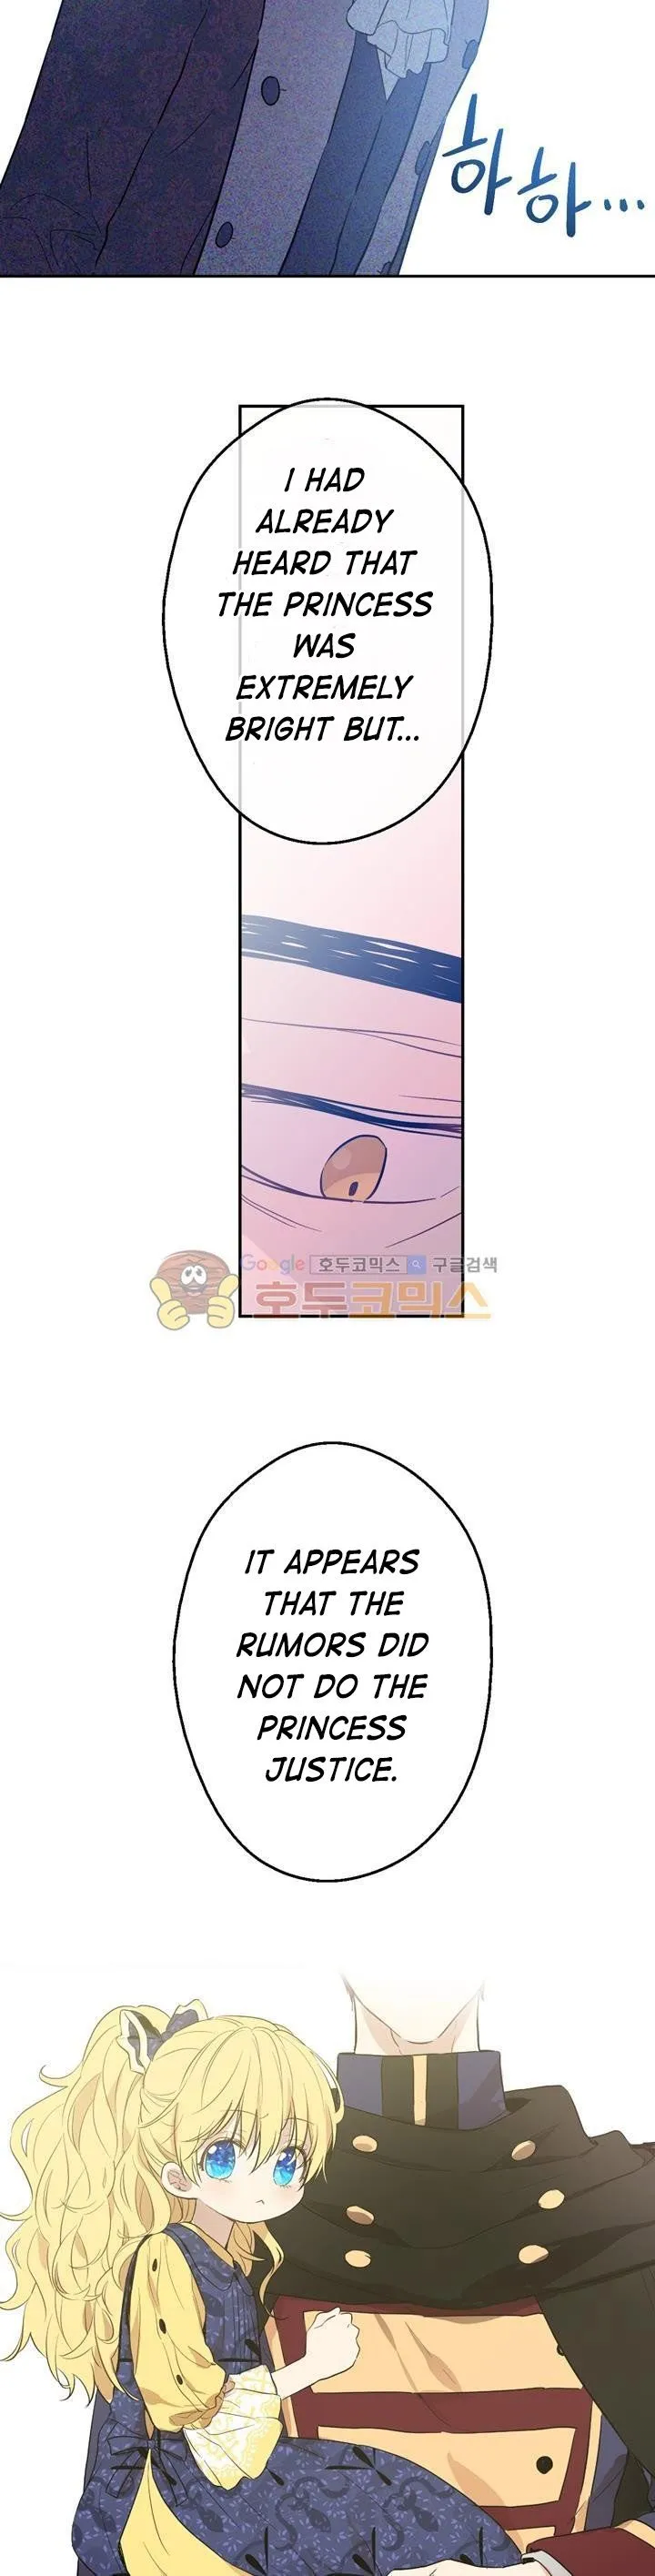 하하...
I HAD
ALREADY
HEARD THAT
THE PRINCESS
WAS
EXTREMELY
BRIGHT BUT...
Google 호두코믹스 구글검색
호두코믹스
IT APPEARS
THAT THE
RUMORS DID
NOT DO THE
PRINCESS
JUSTICE.